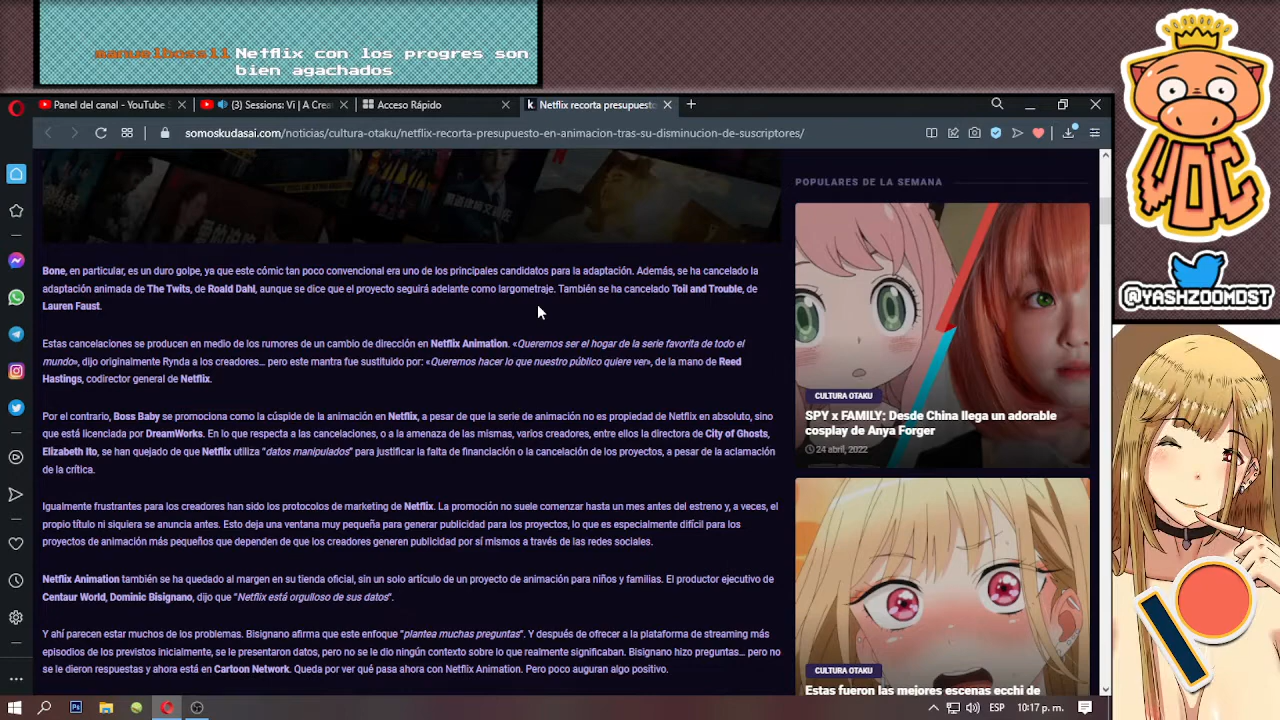 manuelboss11 Netflix con los progres son
bien agachados
Panel del canal - YouTube S
(3) Sessions: Vi | A Crea
Acceso Rápido
Netflix recorta presupuesto
somoskudasai.com/noticias/cultura-otaku/netflix-recorta-presupuesto-en-animacion-tras-su-disminucion-de-suscriptores/
Bone, en particular, es un duro golpe, ya que este cómic tan poco convencional era uno de los principales candidatos para la adaptación. Además, se ha cancelado la
adaptación animada de The Twits, de Roald Dahl, aunque se dice que el proyecto seguirá adelante como largometraje. También se ha cancelado Toil and Trouble, de
Lauren Faust.
Estas cancelaciones se producen en medio de los rumores de un cambio de dirección en Netflix Animation. «Queremos ser el hogar de la serie favorita de todo el
mundo», dijo originalmente Rynda a los creadores… pero este mantra fue sustituido por: «Queremos hacer lo que nuestro público quiere ver», de la mano de Reed
Hastings, codirector general de Netflix.
Por el contrario, Boss Baby se promociona como la cúspide de la animación en Netflix, a pesar de que la serie de animación no es propiedad de Netflix en absoluto, sino
que está licenciada por DreamWorks. En lo que respecta a las cancelaciones, o a la amenaza de las mismas, varios creadores, entre ellos la directora de City of Ghosts,
Elizabeth Ito, se han quejado de que Netflix utiliza "datos manipulados" para justificar la falta de financiación o la cancelación de los proyectos, a pesar de la aclamación
de la crítica.
Igualmente frustrantes para los creadores han sido los protocolos de marketing de Netflix. La promoción no suele comenzar hasta un mes antes del estreno y, a veces, el
propio título ni siquiera se anuncia antes. Esto deja una ventana muy pequeña para generar publicidad para los proyectos, lo que es especialmente difícil para los
proyectos de animación más pequeños que dependen de que los creadores generen publicidad por sí mismos a través de las redes sociales.
Netflix Animation también se ha quedado al margen en su tienda oficial, sin un solo artículo de un proyecto de animación para niños y familias. El productor ejecutivo de
Centaur World, Dominic Bisignano, dijo que "Netflix está orgulloso de sus datos".
Y ahí parecen estar muchos de los problemas. Bisignano afirma que este enfoque "plantea muchas preguntas". Y después de ofrecer a la plataforma de streaming más
episodios de los previstos inicialmente, se le presentaron datos, pero no se le dio ningún contexto sobre lo que realmente significaban. Bisignano hizo preguntas… pero no
se le dieron respuestas y ahora está en Cartoon Network. Queda por ver qué pasa ahora con Netflix Animation. Pero poco auguran algo positivo.
POPULARES DE LA SEMANA
CULTURA OTAKU
SPY x FAMILY: Desde China llega un adorable
cosplay de Anya Forger
24 abril, 2022
CULTURA OTAKU
Estas fueron las mejores escenas ecchi de
@YASHZOOMDST
ESP
10:17 p. m.